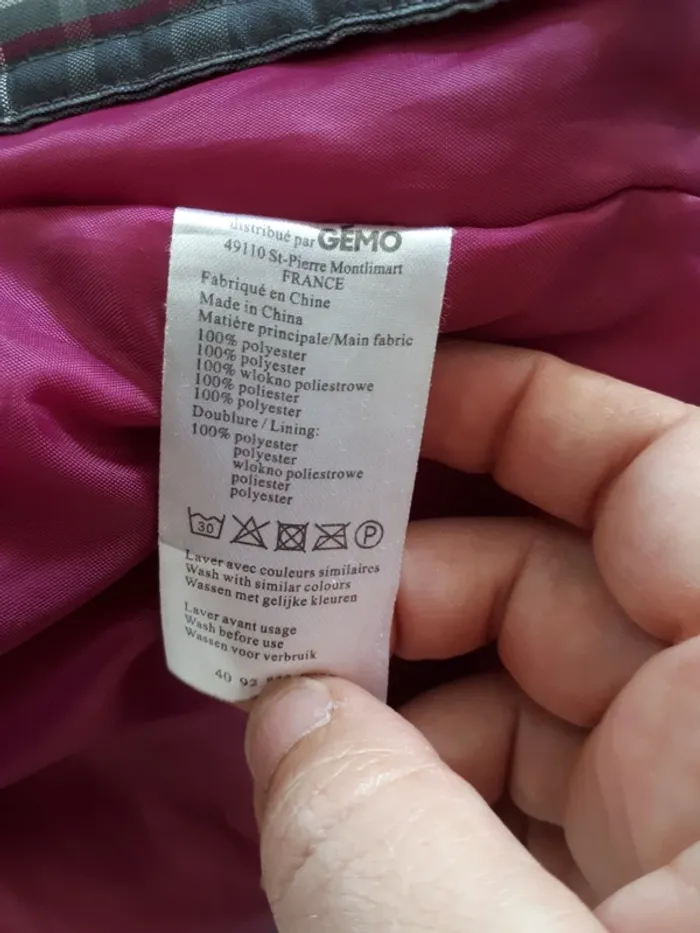 distribué par GÉMO
49110 St-Pierre Montlimart
FRANCE
Fabriqué en Chine
Made in China
Matière principale/Main fabric
100% polyester
100% polyester
100% wlokno poliestrowe
100% poliester
100% polyester
Doublure / Lining:
100% polyester
polyester
wlokno poliestrowe
poliester
polyester
30
P
Laver avec couleurs similaires
Wash with similar colours
Wassen met gelijke kleuren
Laver avant usage
Wash before use
Wassen voor verbruik
40 92